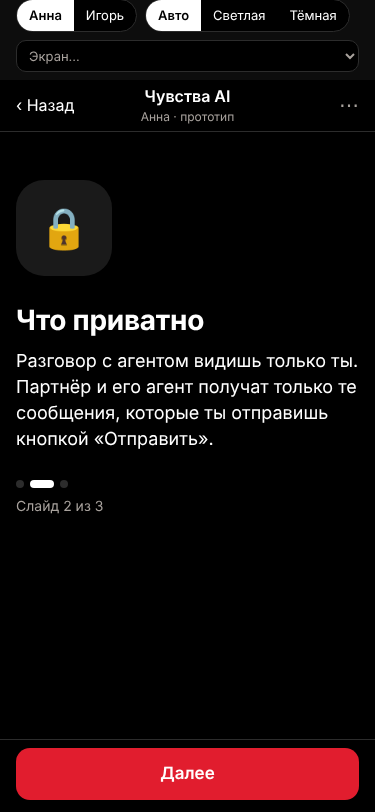 Анна Игорь Авто Светлая Тёмная
Экран...
‹ Назад
Чувства AI
Анна · прототип
Что приватно
Разговор с агентом видишь только ты.
Партнёр и его агент получат только те
сообщения, которые ты отправишь
кнопкой «Отправить».
Слайд 2 из 3
Далее